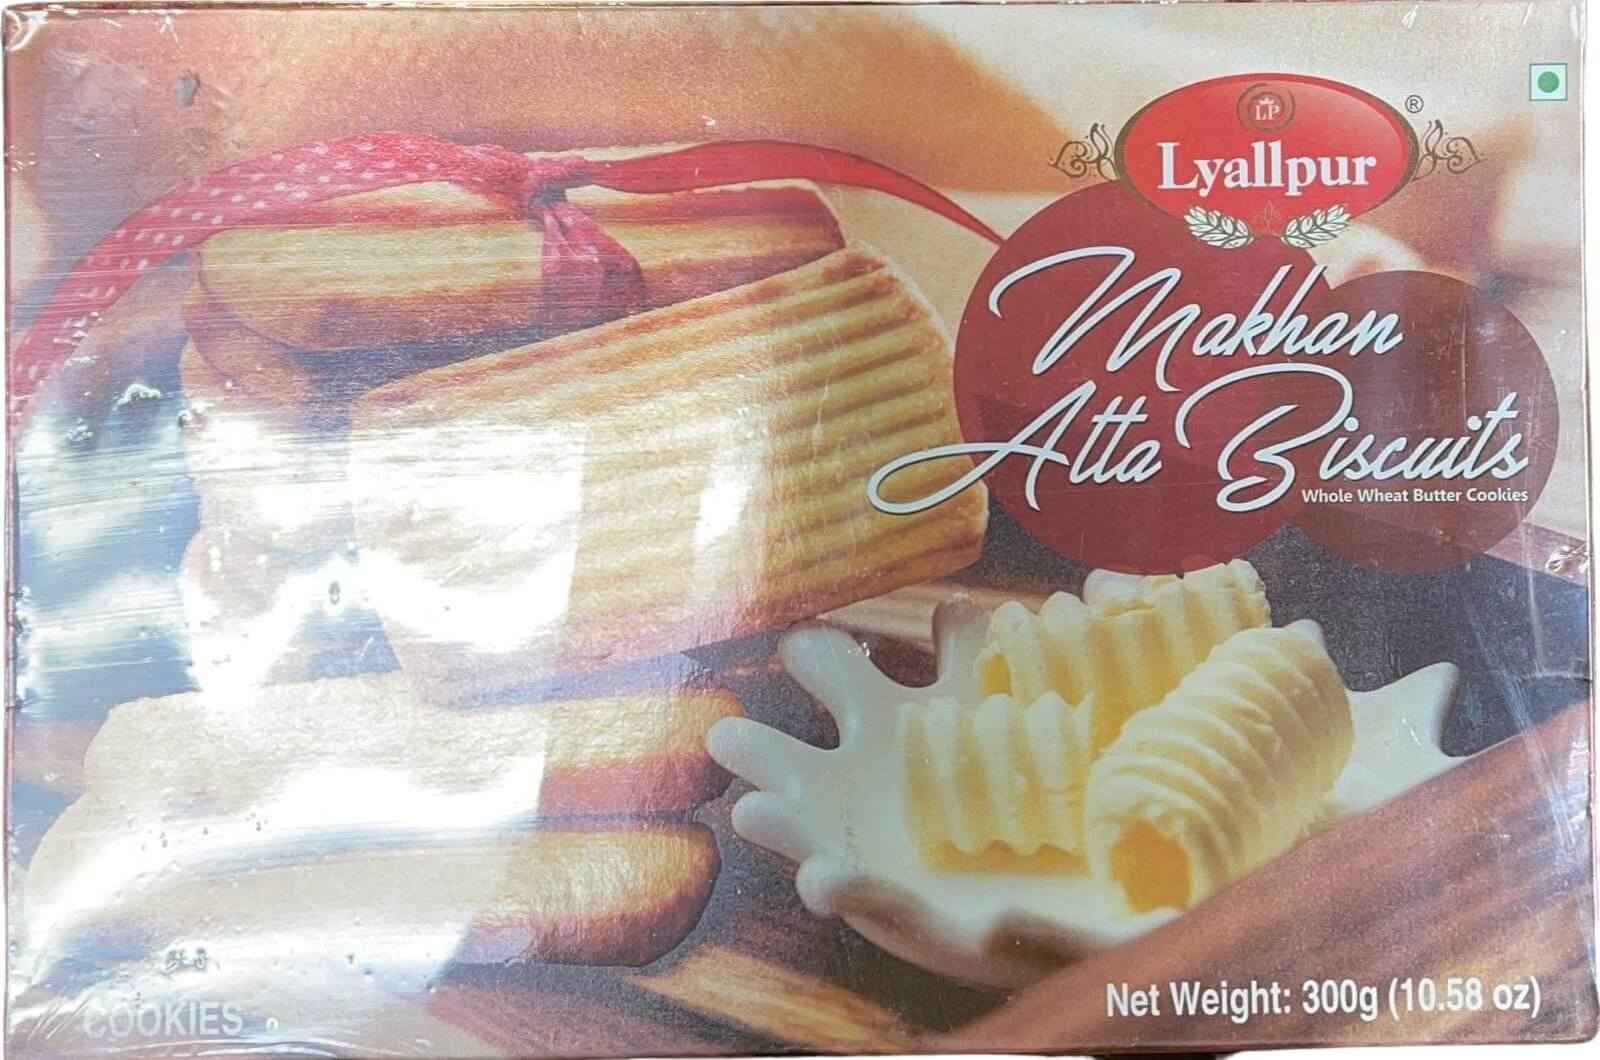 LP
Lyallpur ®
Makhan
Atta Biscuits
Whole Wheat Butter Cookies
COOKIES
Net Weight: 300g (10.58 oz)